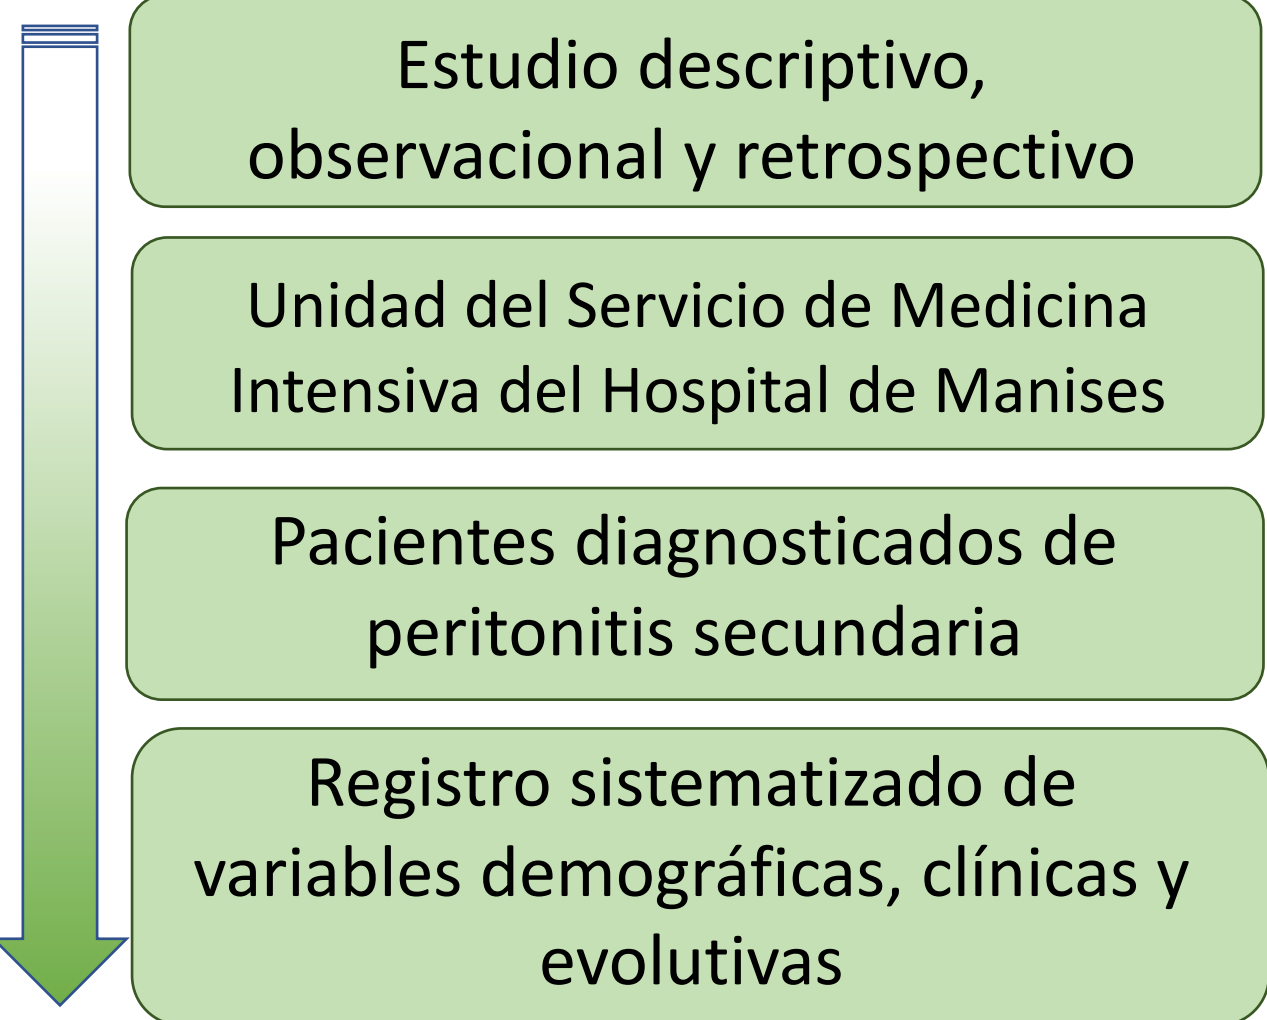 Estudio descriptivo,
observacional y retrospectivo
Unidad del Servicio de Medicina
Intensiva del Hospital de Manises
Pacientes diagnosticados de
peritonitis secundaria
Registro sistematizado de
variables demográficas, clínicas y
evolutivas